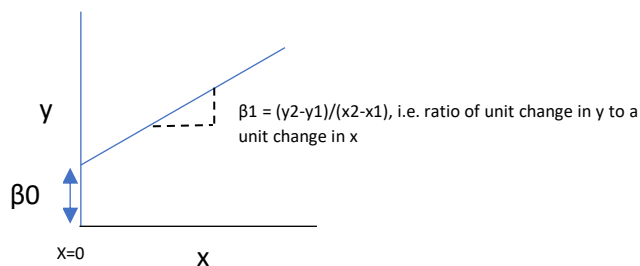 y
β1 = (y2-y1)/(x2-x1), i.e. ratio of unit change in y to a
unit change in x
β0
X=0
x